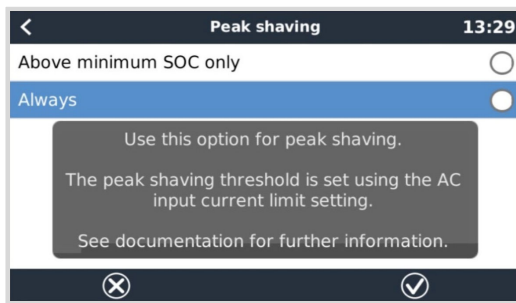 Peak shaving 13:29
Above minimum SOC only
Always
Use this option for peak shaving.
The peak shaving threshold is set using the AC
input current limit setting.
See documentation for further information.